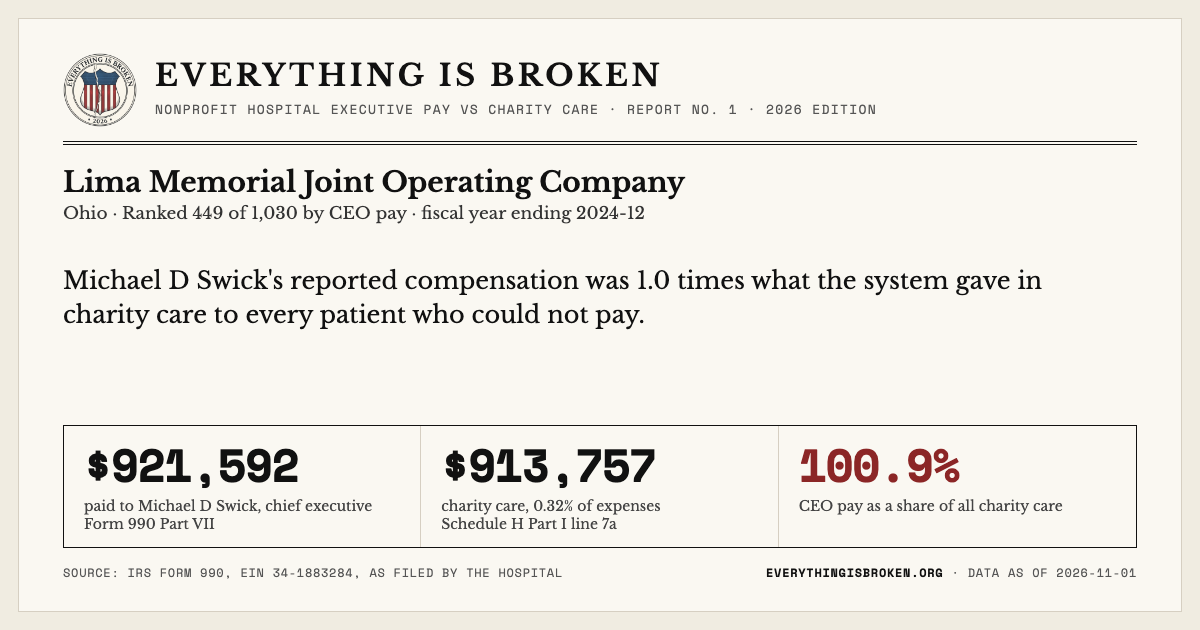 EVERYTHING IS BROKEN
2026
EVERYTHING IS BROKEN
NONPROFIT HOSPITAL EXECUTIVE PAY VS CHARITY CARE · REPORT NO. 1 · 2026 EDITION
Lima Memorial Joint Operating Company
Ohio · Ranked 449 of 1,030 by CEO pay · fiscal year ending 2024-12
Michael D Swick's reported compensation was 1.0 times what the system gave in
charity care to every patient who could not pay.
$921,592
paid to Michael D Swick, chief executive
Form 990 Part VII
$913,757
charity care, 0.32% of expenses
Schedule H Part I line 7a
100.9%
CEO pay as a share of all charity care
SOURCE: IRS FORM 990, EIN 34-1883284, AS FILED BY THE HOSPITAL
EVERYTHINGISBROKEN.ORG · DATA AS OF 2026-11-01